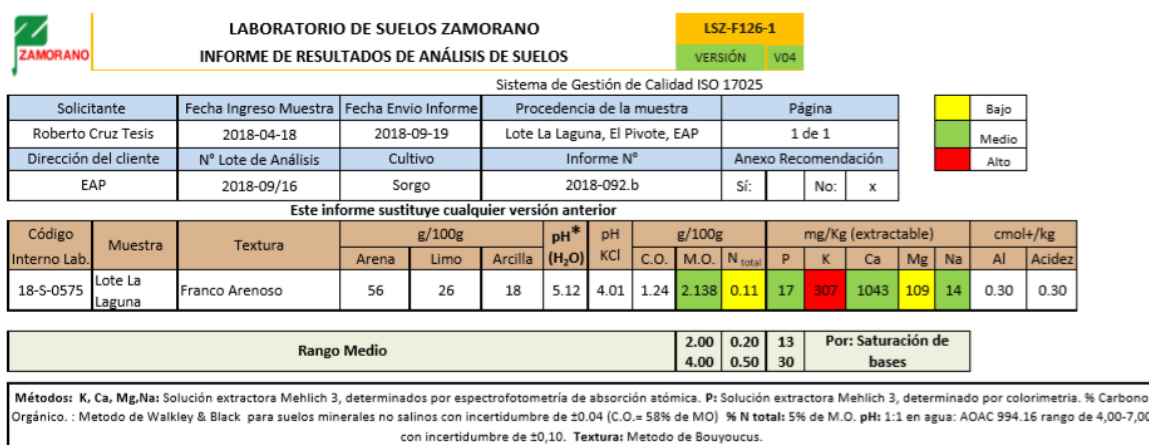 ZAMORANO
LABORATORIO DE SUELOS ZAMORANO
INFORME DE RESULTADOS DE ANÁLISIS DE SUELOS
LSZ-F126-1
VERSIÓN V04
Sistema de Gestión de Calidad ISO 17025
Solicitante Fecha Ingreso Muestra Fecha Envio Informe Procedencia de la muestra Página
Roberto Cruz Tesis 2018-04-18 2018-09-19 Lote La Laguna, El Pivote, EAP 1 de 1
Dirección del cliente N° Lote de Análisis Cultivo Informe N° Anexo Recomendación
EAP 2018-09/16 Sorgo 2018-092.b Sí: No: x
Bajo
Medio
Alto
Este informe sustituye cualquier versión anterior
Código Interno Lab. Muestra Textura g/100g pH* (H₂O) pH KCl g/100g mg/Kg (extractable) cmol+/kg
Arena Limo Arcilla C.O. M.O. N total P K Ca Mg Na Al Acidez
18-S-0575 Lote La Laguna Franco Arenoso 56 26 18 5.12 4.01 1.24 2.138 0.11 17 307 1043 109 14 0.30 0.30
Rango Medio 2.00 0.20 13 Por: Saturación de
4.00 0.50 30 bases
Métodos: K, Ca, Mg,Na: Solución extractora Mehlich 3, determinados por espectrofotometría de absorción atómica. P: Solución extractora Mehlich 3, determinado por colorimetria. % Carbono
Orgánico. : Metodo de Walkley & Black para suelos minerales no salinos con incertidumbre de ±0.04 (C.O.= 58% de MO) % N total: 5% de M.O. pH: 1:1 en agua: AOAC 994.16 rango de 4,00-7,00
con incertidumbre de ±0,10. Textura: Metodo de Bouyoucus.